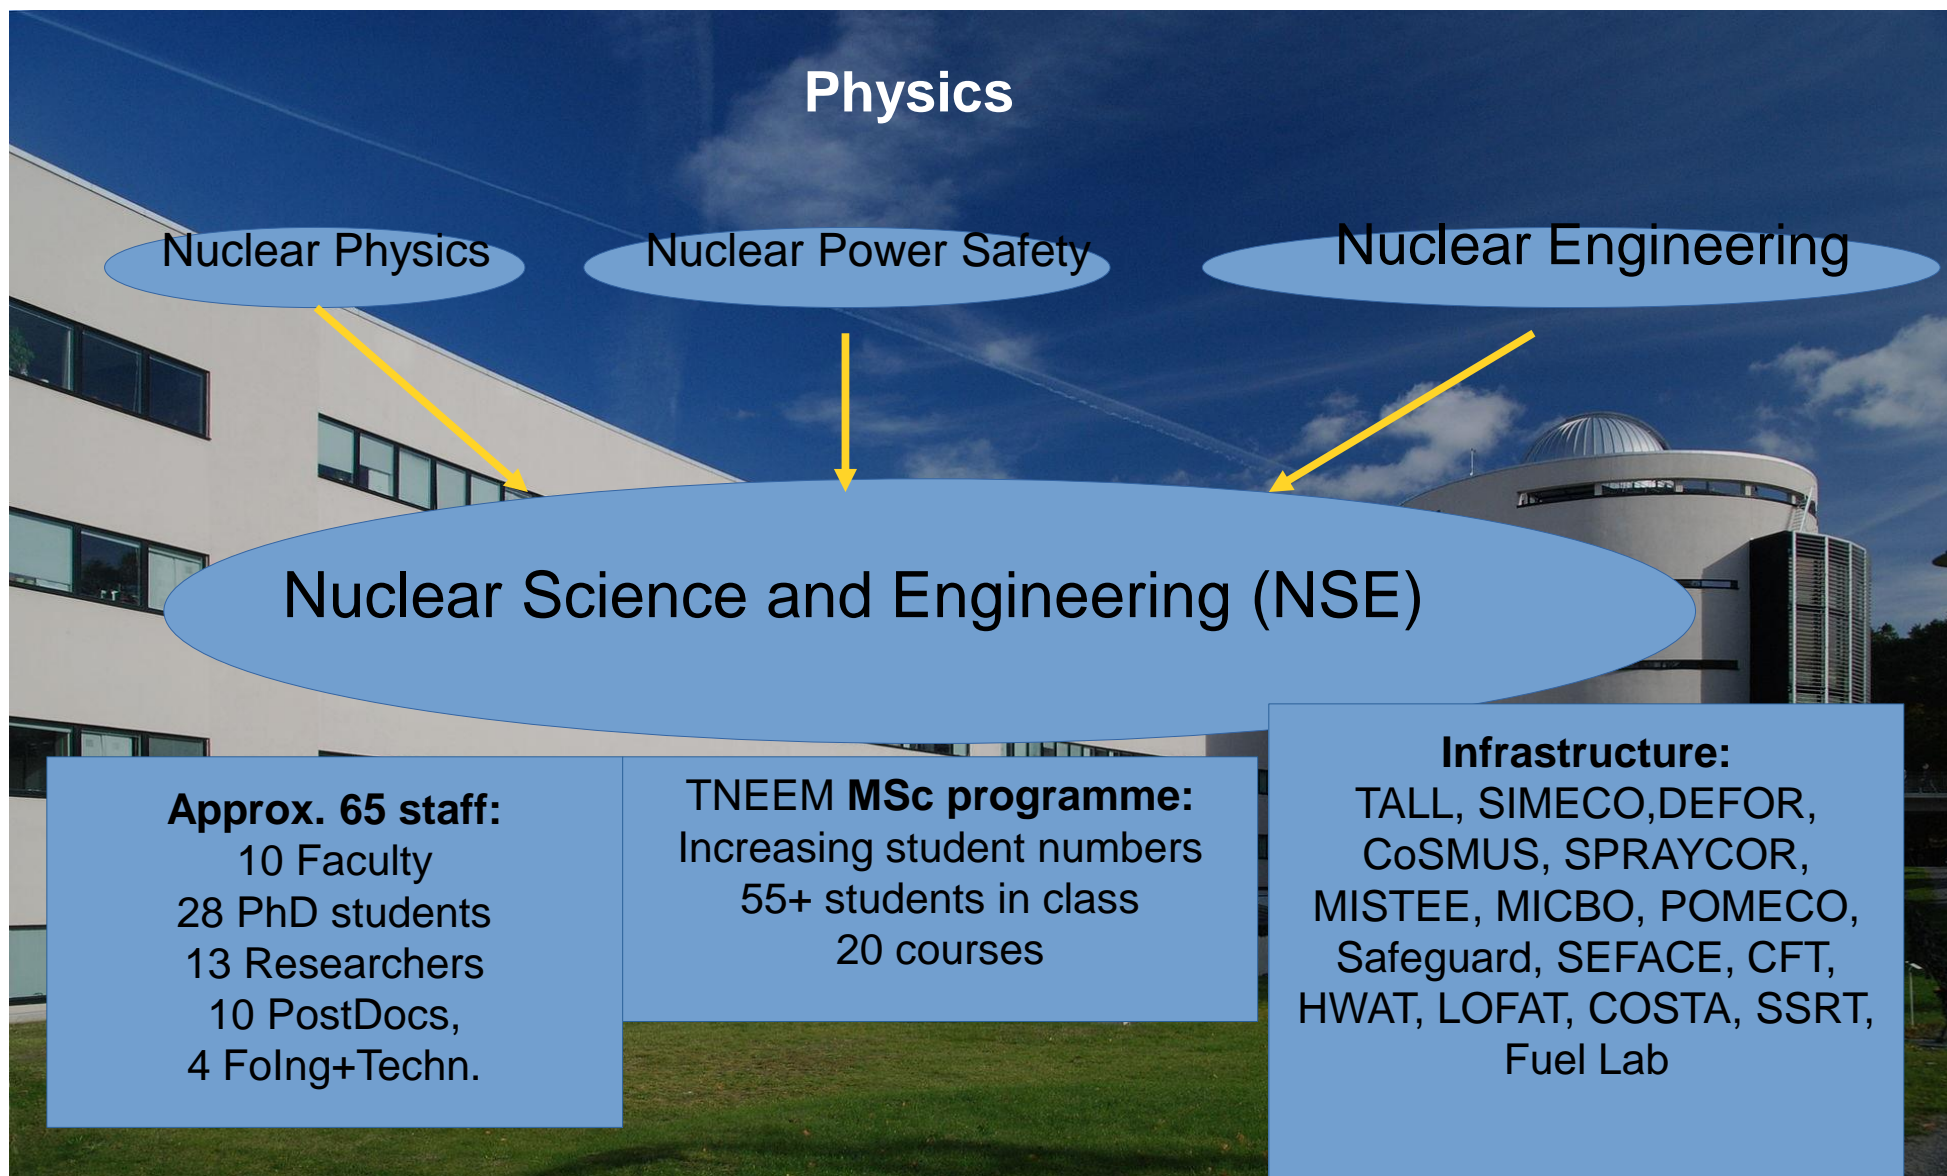 Physics
Nuclear Physics
Nuclear Power Safety
Nuclear Engineering
Nuclear Science and Engineering (NSE)
Approx. 65 staff:
10 Faculty
28 PhD students
13 Researchers
10 PostDocs,
4 FoIng+Techn.
TNEEM MSc programme:
Increasing student numbers
55+ students in class
20 courses
Infrastructure:
TALL, SIMECO,DEFOR,
CoSMUS, SPRAYCOR,
MISTEE, MICBO, POMECO,
Safeguard, SEFACE, CFT,
HWAT, LOFAT, COSTA, SSRT,
Fuel Lab